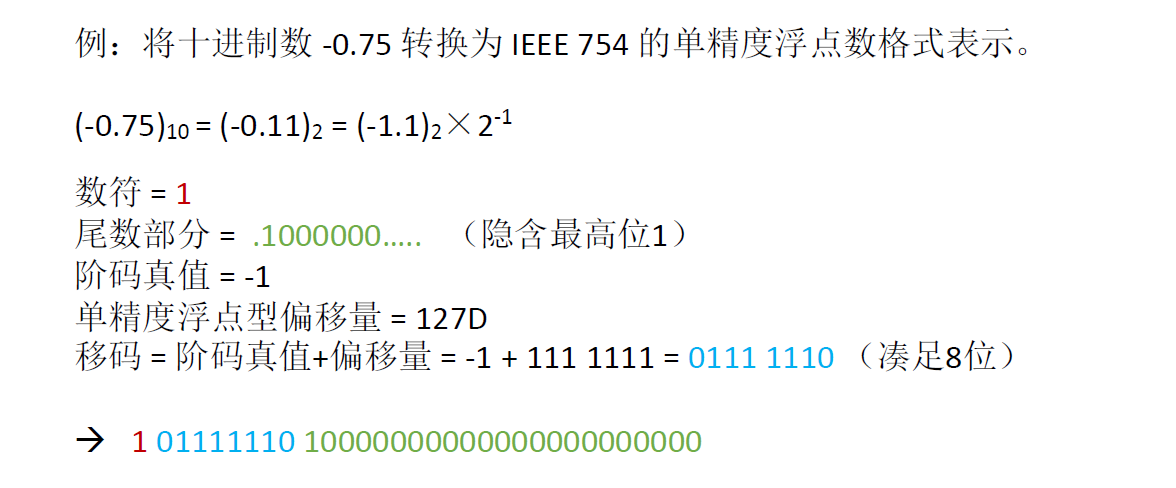 例：将十进制数 -0.75 转换为 IEEE 754 的单精度浮点数格式表示。
(-0.75)₁₀ = (-0.11)₂ = (-1.1)₂×2⁻¹
数符 = 1
尾数部分 = .1000000..... （隐含最高位1）
阶码真值 = -1
单精度浮点型偏移量 = 127D
移码 = 阶码真值+偏移量 = -1 + 111 1111 = 0111 1110 （凑足8位）
→ 1 01111110 10000000000000000000000